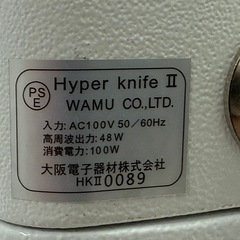 PS
E
Hyper knife Ⅱ
WAMU CO.,LTD.
入力: AC100V 50/60Hz
高周波出力: 48W
消費電力: 100W
大阪電子器材株式会社
HKⅡ0089